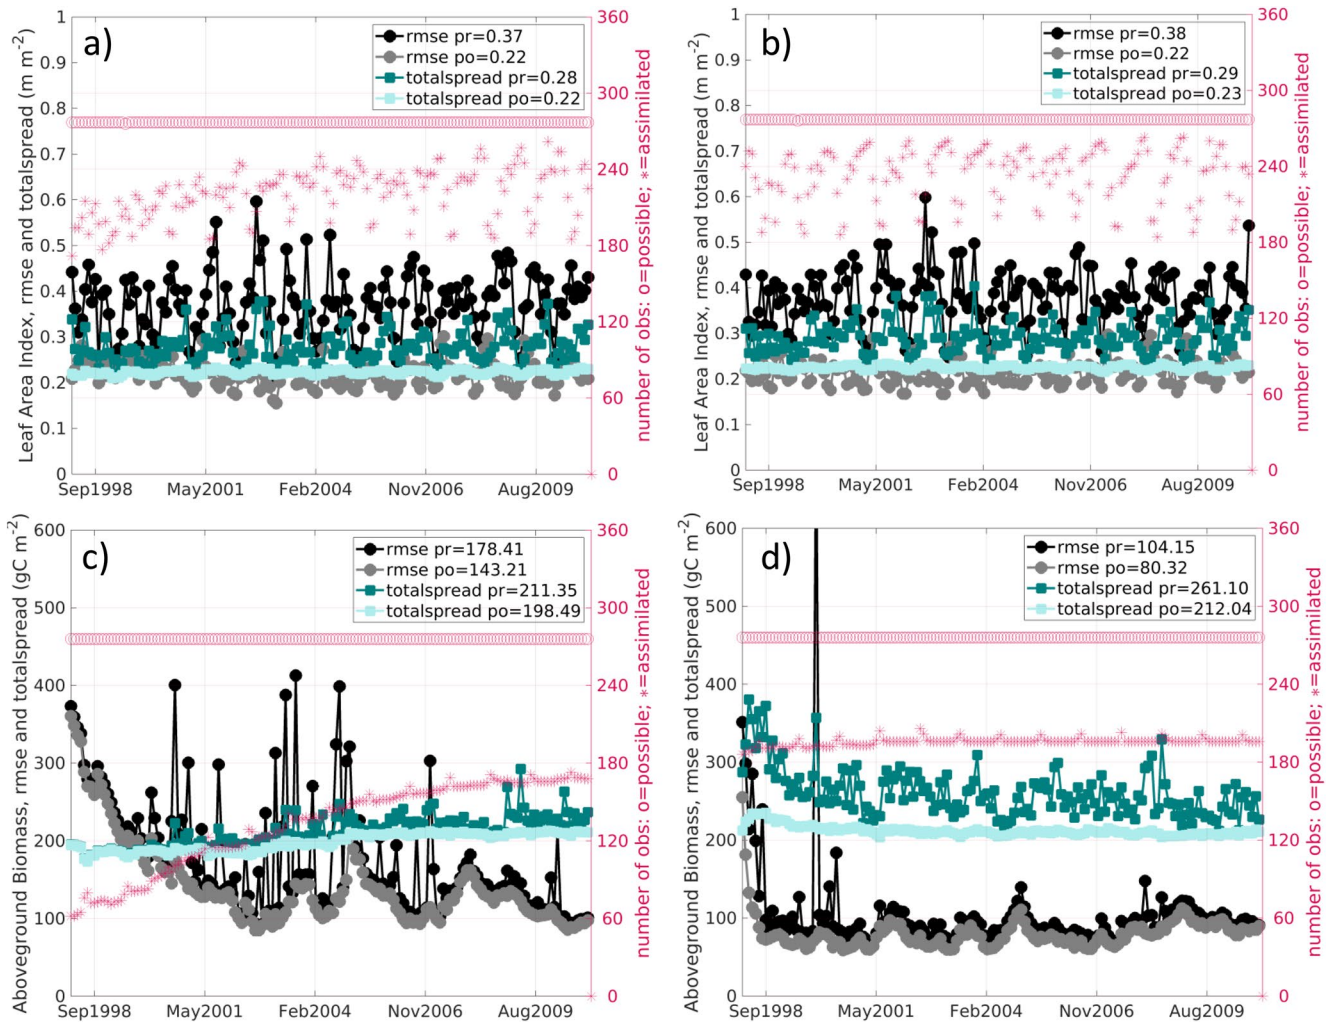 a)
Leaf Area Index, rmse and totalspread (m m⁻²)
1
0.9
0.8
0.7
0.6
0.5
0.4
0.3
0.2
0.1
0
rmse pr=0.37
rmse po=0.22
totalspread pr=0.28
totalspread po=0.22
360
300
240
180
120
60
0
number of obs: o=possible; *=assimilated
Sep1998 May2001 Feb2004 Nov2006 Aug2009
b)
Leaf Area Index, rmse and totalspread (m m⁻²)
1
0.9
0.8
0.7
0.6
0.5
0.4
0.3
0.2
0.1
0
rmse pr=0.38
rmse po=0.22
totalspread pr=0.29
totalspread po=0.23
360
300
240
180
120
60
0
number of obs: o=possible; *=assimilated
Sep1998 May2001 Feb2004 Nov2006 Aug2009
c)
Aboveground Biomass, rmse and totalspread (gC m⁻²)
600
500
400
300
200
100
0
rmse pr=178.41
rmse po=143.21
totalspread pr=211.35
totalspread po=198.49
360
300
240
180
120
60
0
number of obs: o=possible; *=assimilated
Sep1998 May2001 Feb2004 Nov2006 Aug2009
d)
Aboveground Biomass, rmse and totalspread (gC m⁻²)
600
500
400
300
200
100
0
rmse pr=104.15
rmse po=80.32
totalspread pr=261.10
totalspread po=212.04
360
300
240
180
120
60
0
number of obs: o=possible; *=assimilated
Sep1998 May2001 Feb2004 Nov2006 Aug2009